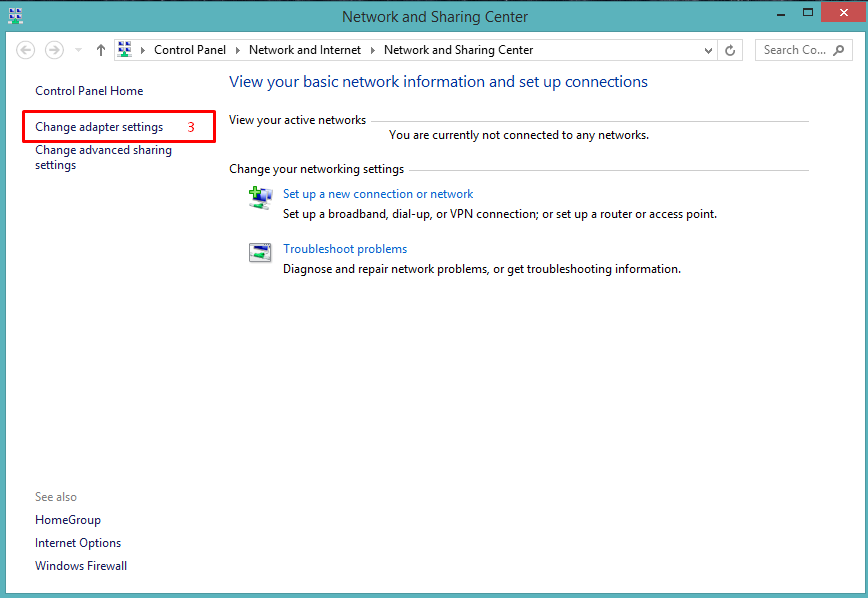 Network and Sharing Center
Control Panel Network and Internet Network and Sharing Center
Search Co...
Control Panel Home
Change adapter settings 3
Change advanced sharing
settings
View your basic network information and set up connections
View your active networks
You are currently not connected to any networks.
Change your networking settings
Set up a new connection or network
Set up a broadband, dial-up, or VPN connection; or set up a router or access point.
Troubleshoot problems
Diagnose and repair network problems, or get troubleshooting information.
See also
HomeGroup
Internet Options
Windows Firewall